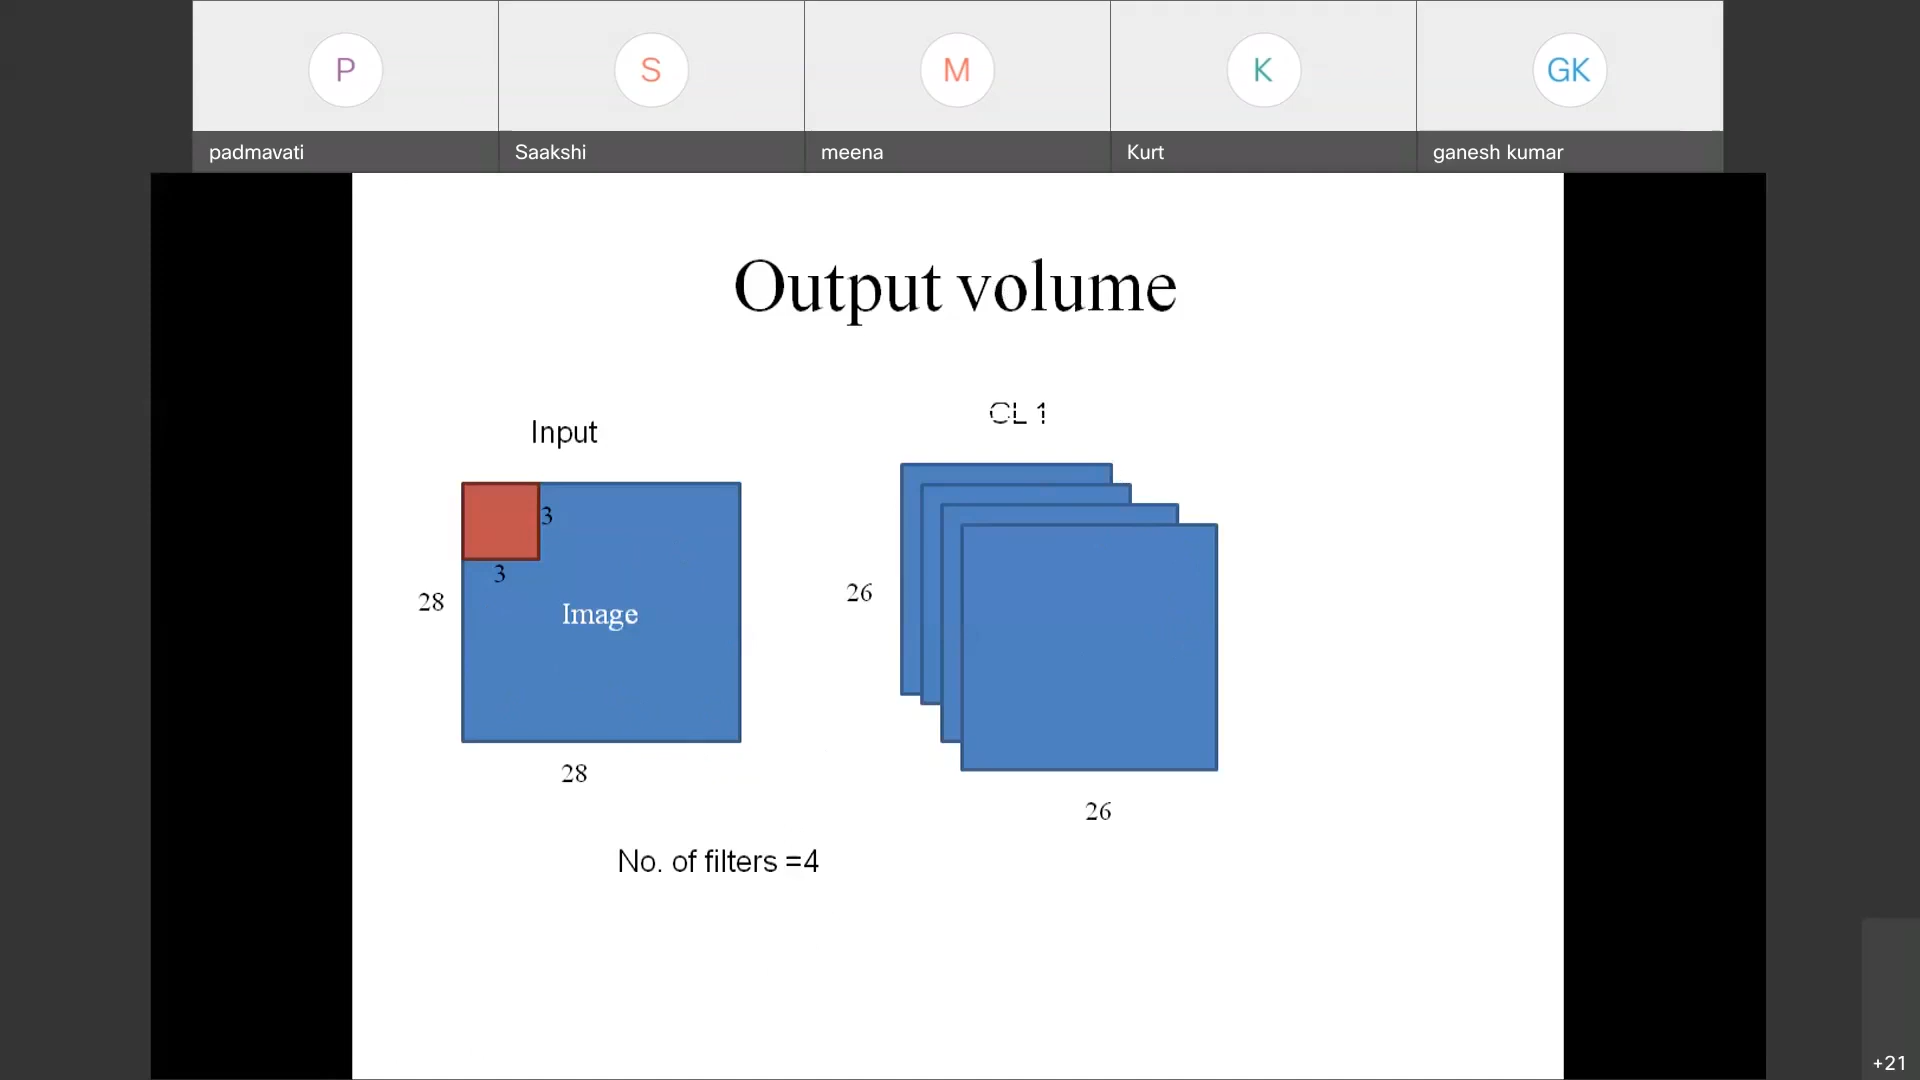 P
S
M
K
GK
padmavati
Saakshi
meena
Kurt
ganesh kumar
Output volume
Input
CL 1
3
3
28
Image
28
26
26
No. of filters =4
+21